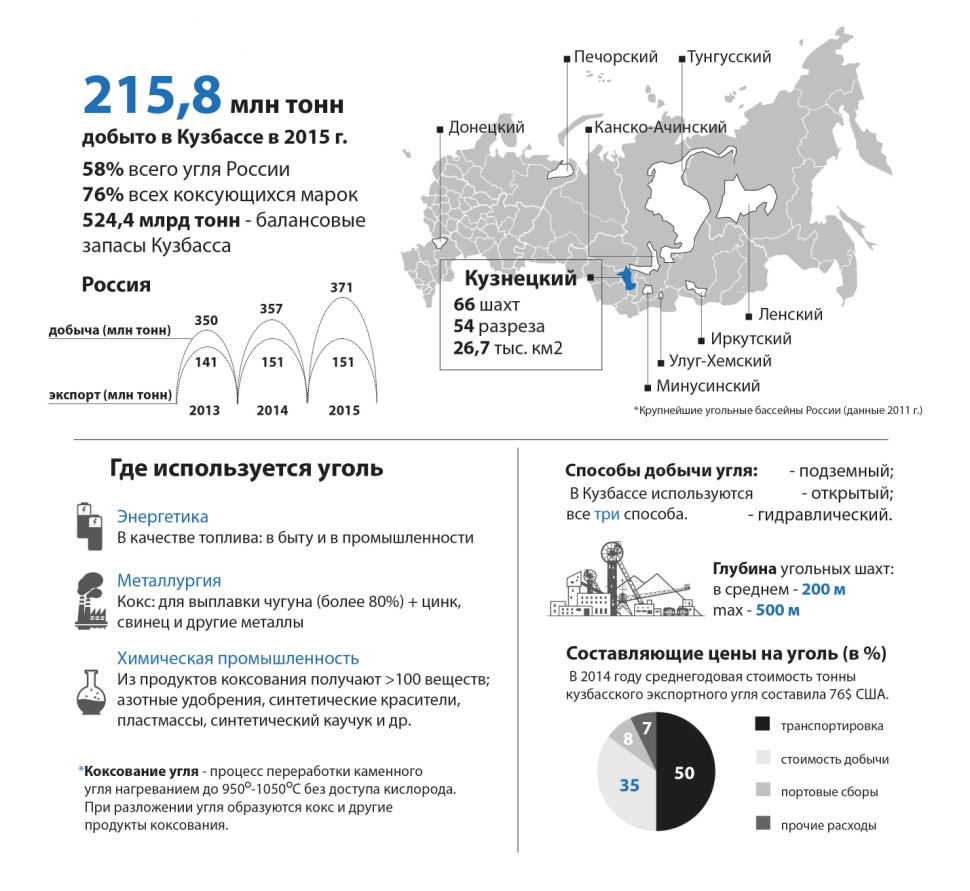 215,8 млн тонн
добыто в Кузбассе в 2015 г.
58% всего угля России
76% всех коксующихся марок
524,4 млрд тонн - балансовые
запасы Кузбасса
Россия
добыча (млн тонн)
экспорт (млн тонн)
350
357
371
141
151
151
2013
2014
2015
Печорский
Тунгусский
Донецкий
Канско-Ачинский
Кузнецкий
66 шахт
54 разреза
26,7 тыс. км2
Ленский
Иркутский
Улуг-Хемский
Минусинский
*Крупнейшие угольные бассейны России (данные 2011 г.)
Где используется уголь
Энергетика
В качестве топлива: в быту и в промышленности
Металлургия
Кокс: для выплавки чугуна (более 80%) + цинк,
свинец и другие металлы
Химическая промышленность
Из продуктов коксования получают >100 веществ;
азотные удобрения, синтетические красители,
пластмассы, синтетический каучук и др.
*Коксование угля - процесс переработки каменного
угля нагреванием до 950°-1050°С без доступа кислорода.
При разложении угля образуются кокс и другие
продукты коксования.
Способы добычи угля: - подземный;
В Кузбассе используются - открытый;
все три способа. - гидравлический.
Глубина угольных шахт:
в среднем - 200 м
max - 500 м
Составляющие цены на уголь (в %)
В 2014 году среднегодовая стоимость тонны
кузбасского экспортного угля составила 76$ США.
7
8
50
35
транспортировка
стоимость добычи
портовые сборы
прочие расходы